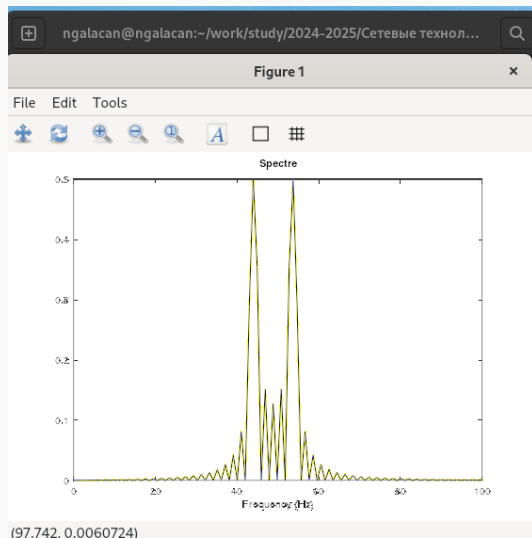 ngalacan@ngalacan:~/work/study/2024-2025/Сетевые технол...
Figure 1
×
File Edit Tools
A
Spectre
0.5
0.4
0.3
0.2
0.1
0
0 20 40 60 80 100
Frequency (Hz)
(97.742, 0.0060724)